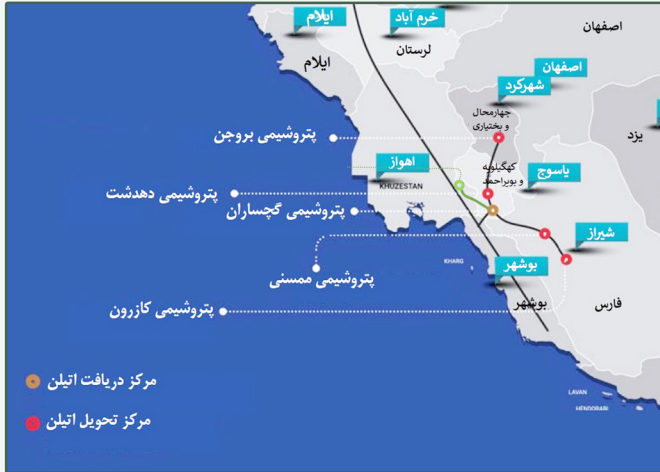 ایلام
خرم آباد
اصفهان
ایلام
لرستان
اصفهان
شهرکرد
چهارمحال
و بختیاری
یزد
پتروشیمی بروجن
اهواز
کهگیلویه
و بویراحمد
یاسوج
KHUZESTAN
پتروشیمی دهدشت
پتروشیمی گچساران
شیراز
KHARG
بوشهر
پتروشیمی ممسنی
بوشهر
فارس
پتروشیمی کازرون
مرکز دریافت اتیلن
LAVAN
HENDORABI
مرکز تحویل اتیلن